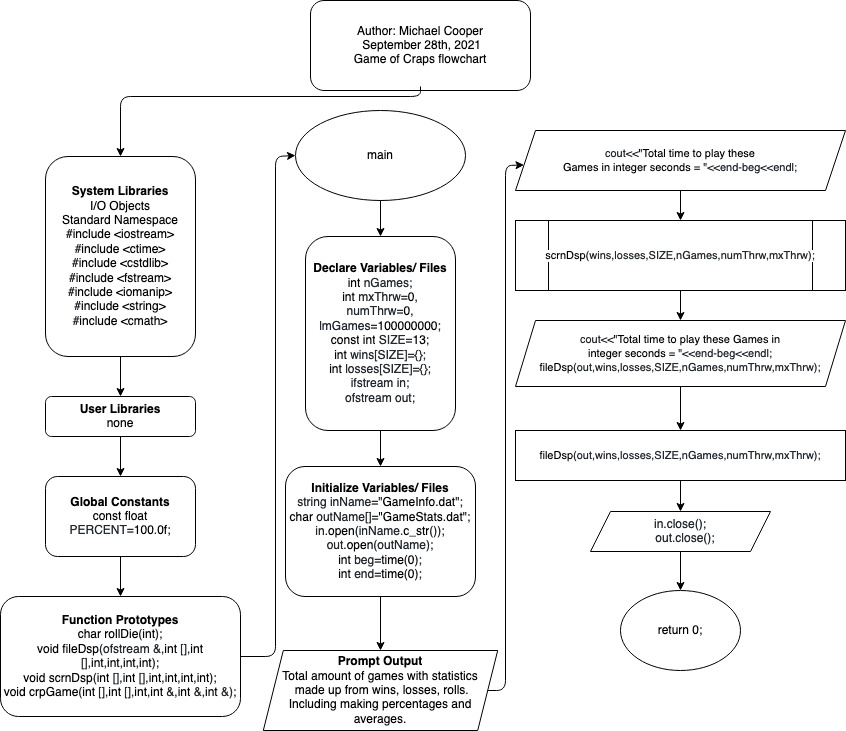 Author: Michael Cooper
September 28th, 2021
Game of Craps flowchart
System Libraries
I/O Objects
Standard Namespace
#include <iostream>
#include <ctime>
#include <cstdlib>
#include <fstream>
#include <iomanip>
#include <string>
#include <cmath>
User Libraries
none
Global Constants
const float
PERCENT=100.0f;
Function Prototypes
char rollDie(int);
void fileDsp(ofstream &,int [],int
[],int,int,int,int);
void scrnDsp(int [],int [],int,int,int,int);
void crpGame(int [],int [],int,int &,int &,int &);
main
Declare Variables/ Files
int nGames;
int mxThrw=0,
numThrw=0,
lmGames=100000000;
const int SIZE=13;
int wins[SIZE]={};
int losses[SIZE]={};
ifstream in;
ofstream out;
Initialize Variables/ Files
string inName="GameInfo.dat";
char outName[]="GameStats.dat";
in.open(inName.c_str());
out.open(outName);
int beg=time(0);
int end=time(0);
Prompt Output
Total amount of games with statistics
made up from wins, losses, rolls.
Including making percentages and
averages.
cout<<"Total time to play these
Games in integer seconds = "<<end-beg<<endl;
scrnDsp(wins,losses,SIZE,nGames,numThrw,mxThrw);
cout<<"Total time to play these Games in
integer seconds = "<<end-beg<<endl;
fileDsp(out,wins,losses,SIZE,nGames,numThrw,mxThrw);
fileDsp(out,wins,losses,SIZE,nGames,numThrw,mxThrw);
in.close();
out.close();
return 0;